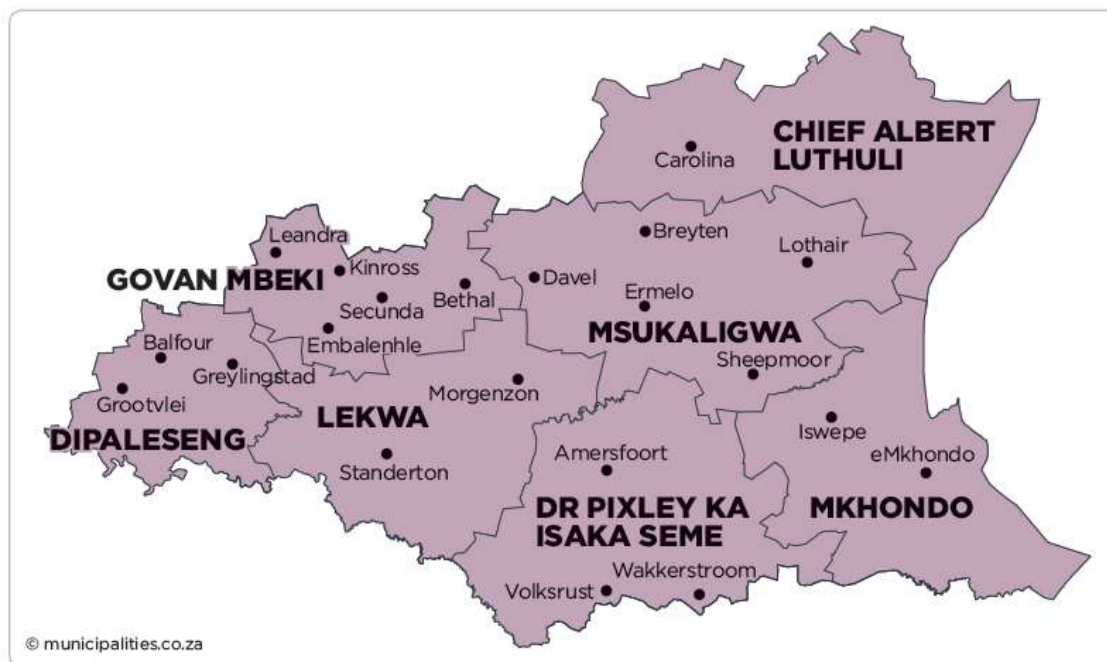 CHIEF ALBERT
LUTHULI
Carolina
Breyten
Lothair
Leandra
Kinross
GOVAN MBEKI
Davel
Bethal
Secunda
Ermelo
Embalenhle
MSUKALIGWA
Balfour
Sheepmoor
Greylingstad
Morgenzon
Grootvlei
LEKWA
Iswepe
DIPALESENG
Amersfoort
eMkhondo
Standerton
DR PIXLEY KA
ISAKA SEME
MKHONDO
Wakkerstroom
Volksrust
© municipalities.co.za